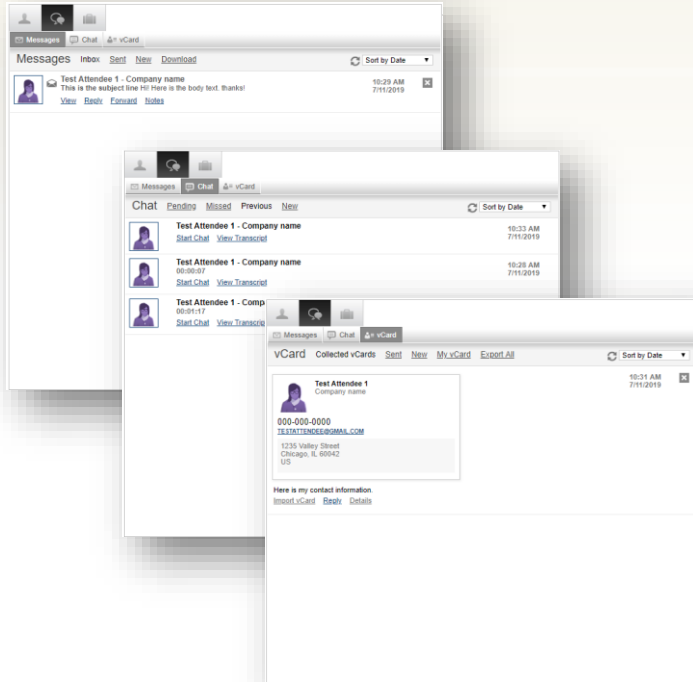 Messages Chat vCard
Messages Inbox Sent New Download Sort by Date
Test Attendee 1 - Company name 10:29 AM
This is the subject line Hi! Here is the body text. thanks! 7/11/2019
View Reply Forward Notes
Messages Chat vCard
Chat Pending Missed Previous New Sort by Date
Test Attendee 1 - Company name 10:33 AM
Start Chat View Transcript 7/11/2019
Test Attendee 1 - Company name 10:28 AM
00:00:07 7/11/2019
Start Chat View Transcript
Test Attendee 1 - Comp
00:01:17
Start Chat View Transcrip
Messages Chat vCard
vCard Collected vCards Sent New My vCard Export All Sort by Date
Test Attendee 1 10:31 AM
Company name 7/11/2019
000-000-0000
TESTATTENDEE@GMAIL.COM
1235 Valley Street
Chicago, IL 60042
US
Here is my contact information.
Import vCard Reply Details